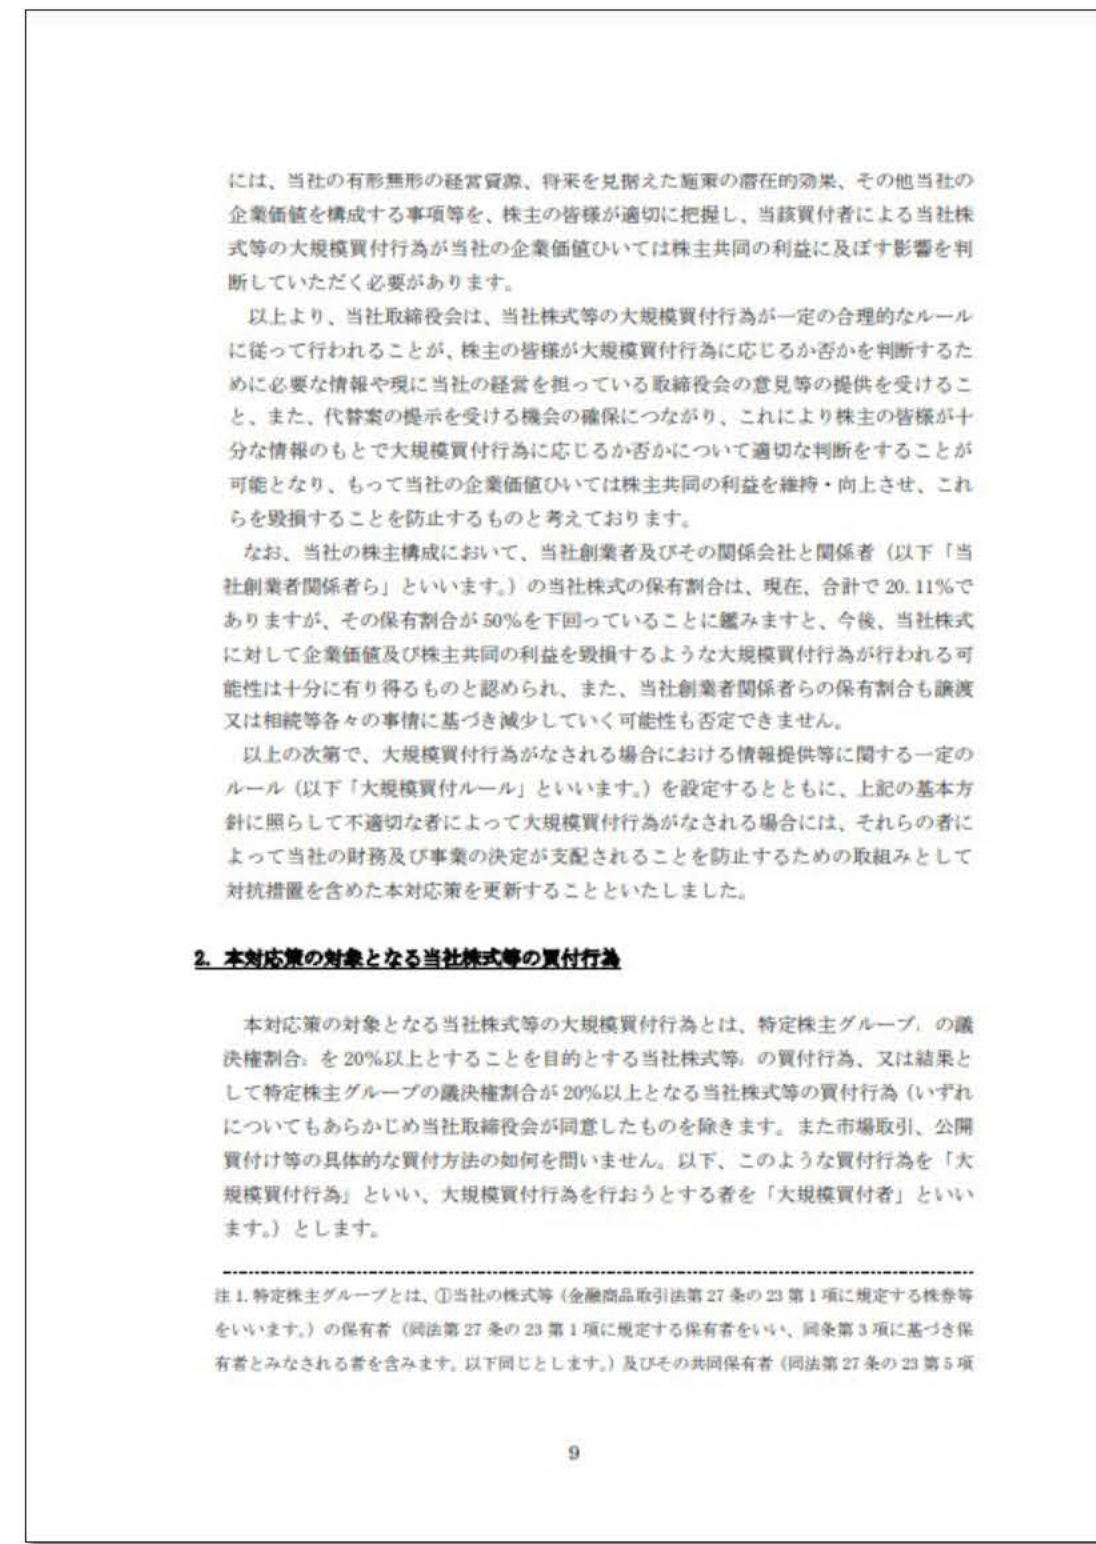 には、当社の有形無形の経営資源、将来を見据えた施策の潜在的効果、その他当社の
企業価値を構成する事項等を、株主の皆様が適切に把握し、当該買付者による当社株
式等の大規模買付行為が当社の企業価値ひいては株主共同の利益に及ぼす影響を判
断していただく必要があります。
以上より、当社取締役会は、当社株式等の大規模買付行為が一定の合理的なルール
に従って行われることが、株主の皆様が大規模買付行為に応じるか否かを判断するた
めに必要な情報や現に当社の経営を担っている取締役会の意見等の提供を受けるこ
と、また、代替案の提示を受ける機会の確保につながり、これにより株主の皆様が十
分な情報のもとで大規模買付行為に応じるか否かについて適切な判断をすることが
可能となり、もって当社の企業価値ひいては株主共同の利益を維持・向上させ、これ
らを毀損することを防止するものと考えております。
なお、当社の株主構成において、当社創業者及びその関係会社と関係者（以下「当
社創業者関係者ら」といいます。）の当社株式の保有割合は、現在、合計で 20.11%で
ありますが、その保有割合が 50%を下回っていることに鑑みますと、今後、当社株式
に対して企業価値及び株主共同の利益を毀損するような大規模買付行為が行われる可
能性は十分に有り得るものと認められ、また、当社創業者関係者らの保有割合も譲渡
又は相続等各々の事情に基づき減少していく可能性も否定できません。
以上の次第で、大規模買付行為がなされる場合における情報提供等に関する一定の
ルール（以下「大規模買付ルール」といいます。）を設定するとともに、上記の基本方
針に照らして不適切な者によって大規模買付行為がなされる場合には、それらの者に
よって当社の財務及び事業の決定が支配されることを防止するための取組みとして
対抗措置を含めた本対応策を更新することといたしました。
2. 本対応策の対象となる当社株式等の買付行為
本対応策の対象となる当社株式等の大規模買付行為とは、特定株主グループの議
決権割合を 20%以上とすることを目的とする当社株式等の買付行為、又は結果と
して特定株主グループの議決権割合が 20%以上となる当社株式等の買付行為（いずれ
についてもあらかじめ当社取締役会が同意したものを除きます。また市場取引、公開
買付け等の具体的な買付方法の如何を問いません。以下、このような買付行為を「大
規模買付行為」といい、大規模買付行為を行おうとする者を「大規模買付者」といい
ます。）とします。
注 1. 特定株主グループとは、①当社の株式等（金融商品取引法第 27 条の 23 第 1 項に規定する株券等
をいいます。）の保有者（同法第 27 条の 23 第 1 項に規定する保有者をいい、同条第 3 項に基づき保
有者とみなされる者を含みます。以下同じとします。）及びその共同保有者（同法第 27 条の 23 第 5 項
9